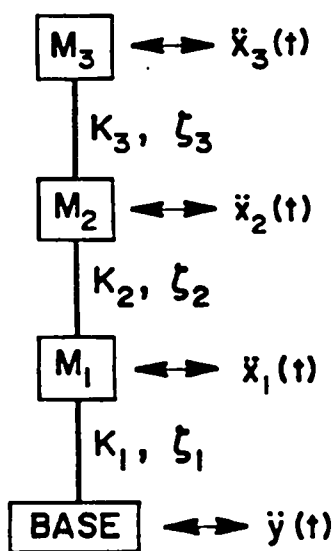 M₃ ẍ₃(t)
K₃, ζ₃
M₂ ẍ₂(t)
K₂, ζ₂
M₁ ẍ₁(t)
K₁, ζ₁
BASE ÿ(t)